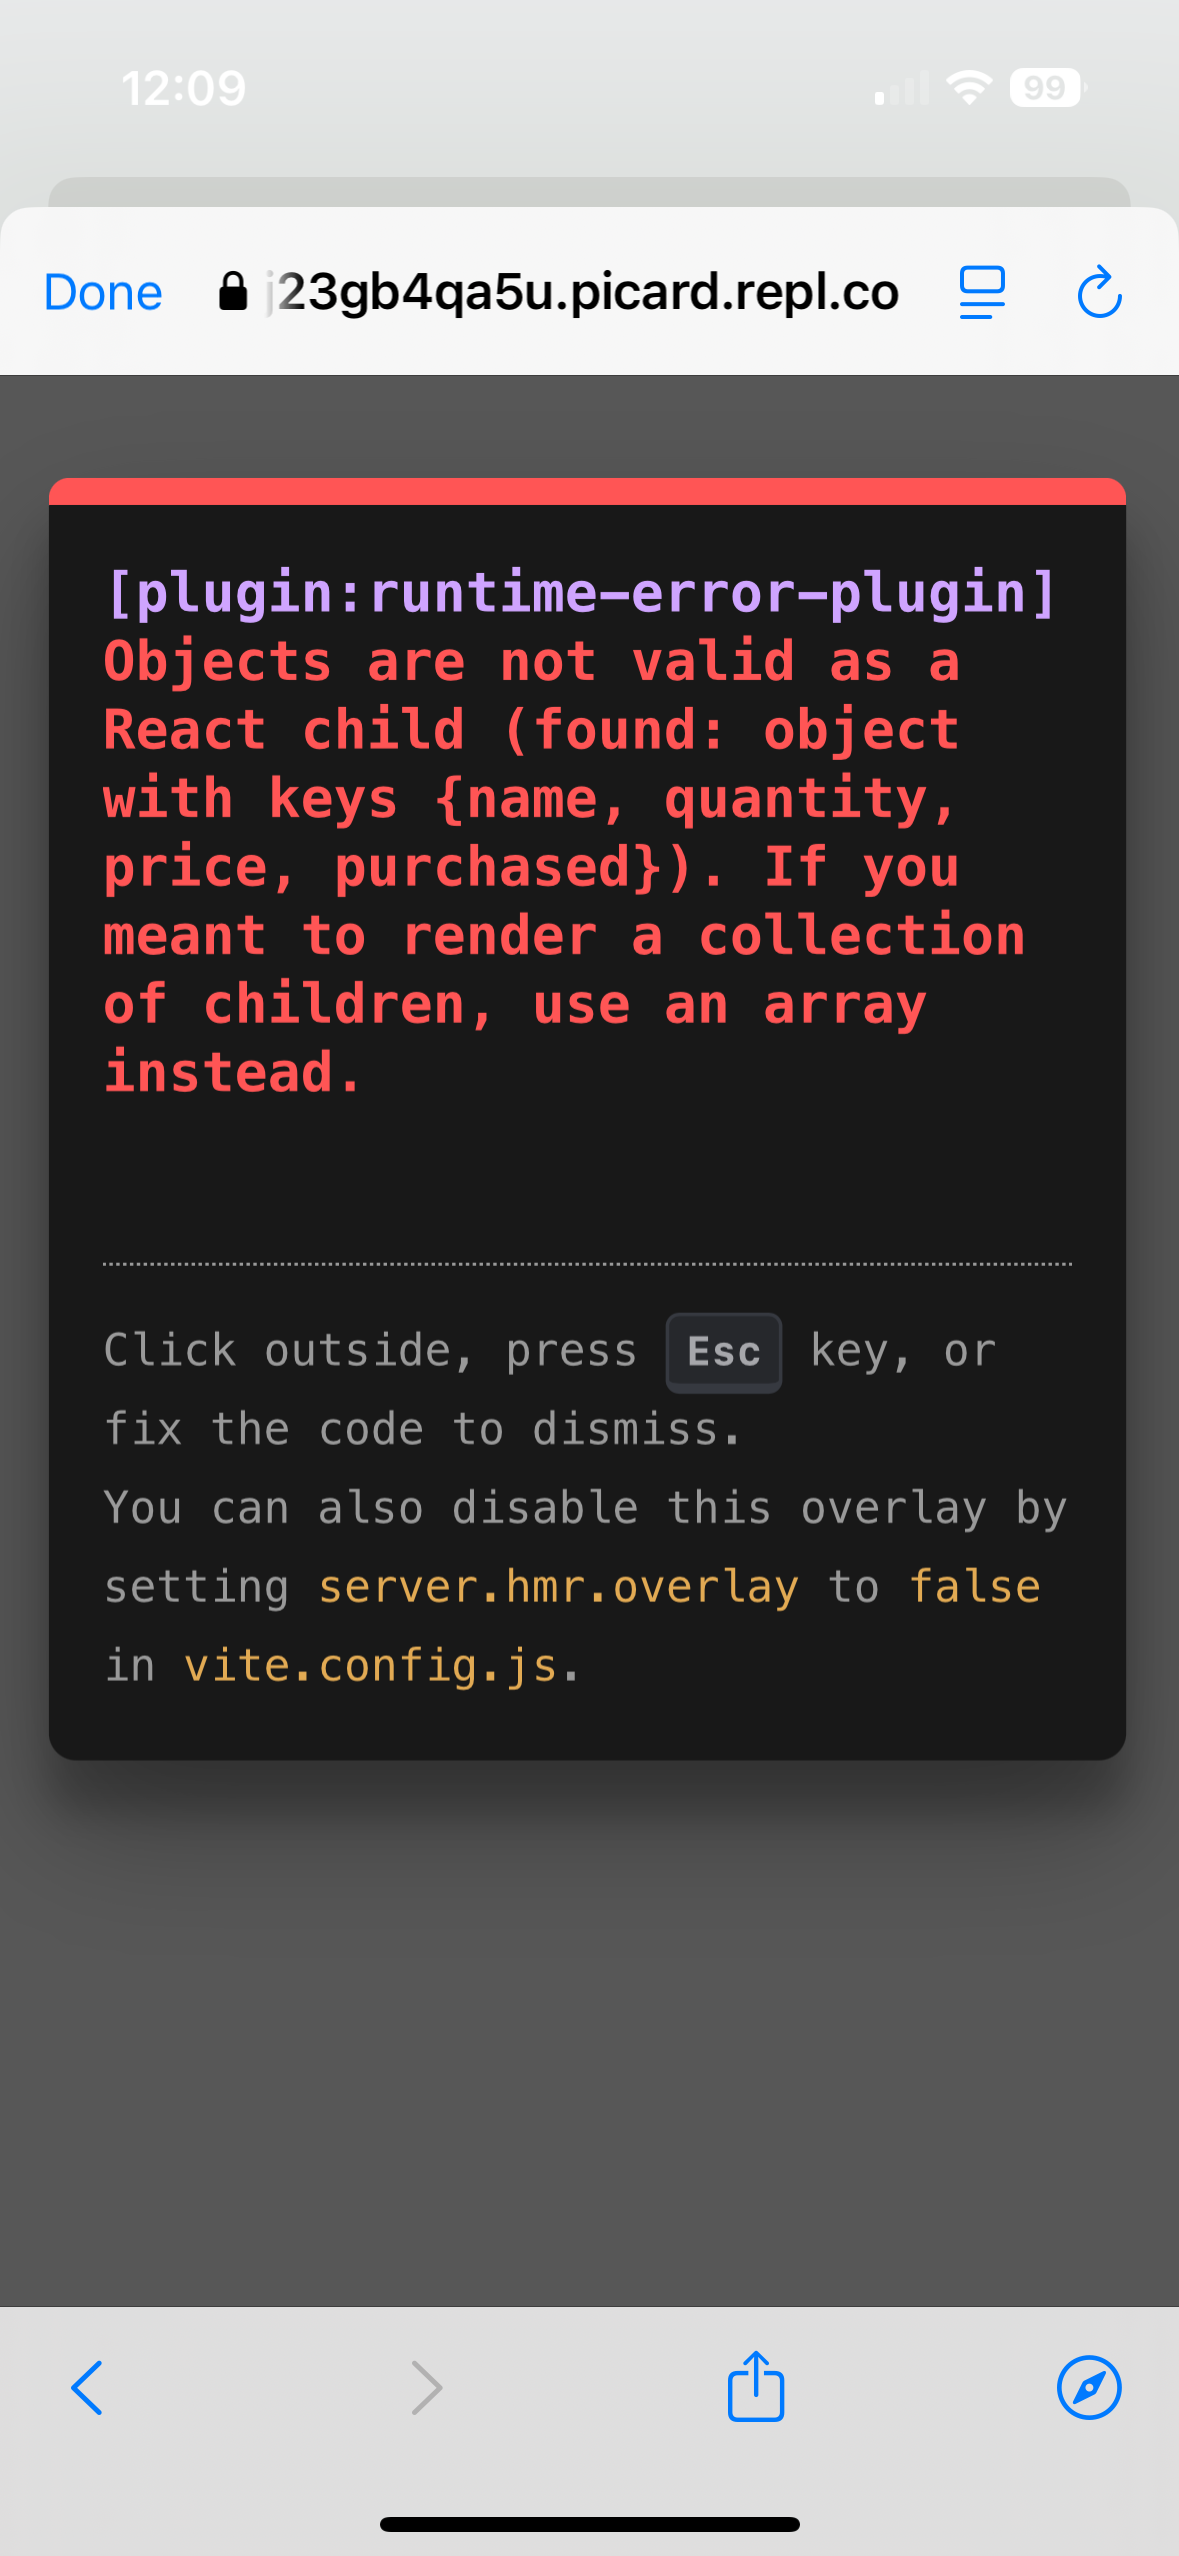 12:09
99
Done
j23gb4qa5u.picard.repl.co
[plugin:runtime-error-plugin]
Objects are not valid as a
React child (found: object
with keys {name, quantity,
price, purchased}). If you
meant to render a collection
of children, use an array
instead.
Click outside, press Esc key, or
fix the code to dismiss.
You can also disable this overlay by
setting server.hmr.overlay to false
in vite.config.js.